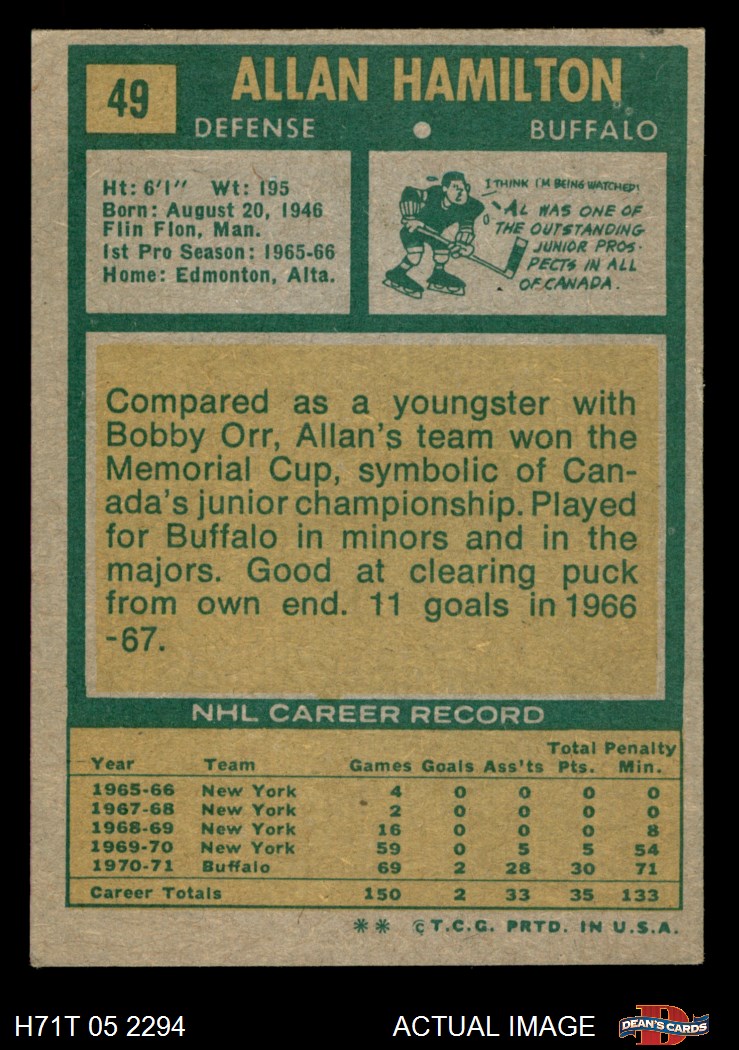 49
ALLAN HAMILTON
DEFENSE • BUFFALO
Ht: 6'1" Wt: 195
Born: August 20, 1946
Flin Flon, Man.
1st Pro Season: 1965-66
Home: Edmonton, Alta.
I THINK I'M BEING WATCHED!
AL WAS ONE OF
THE OUTSTANDING
JUNIOR PROS-
PECTS IN ALL
OF CANADA.
Compared as a youngster with
Bobby Orr, Allan's team won the
Memorial Cup, symbolic of Can-
ada's junior championship. Played
for Buffalo in minors and in the
majors. Good at clearing puck
from own end. 11 goals in 1966
-67.
NHL CAREER RECORD
Total Penalty
Year Team Games Goals Ass'ts Pts. Min.
1965-66 New York 4 0 0 0 0
1967-68 New York 2 0 0 0 0
1968-69 New York 16 0 0 0 8
1969-70 New York 59 0 5 5 54
1970-71 Buffalo 69 2 28 30 71
Career Totals 150 2 33 35 133
** © T.C.G. PRTD. IN U.S.A.
H71T 05 2294 ACTUAL IMAGE D DEAN'S CARDS